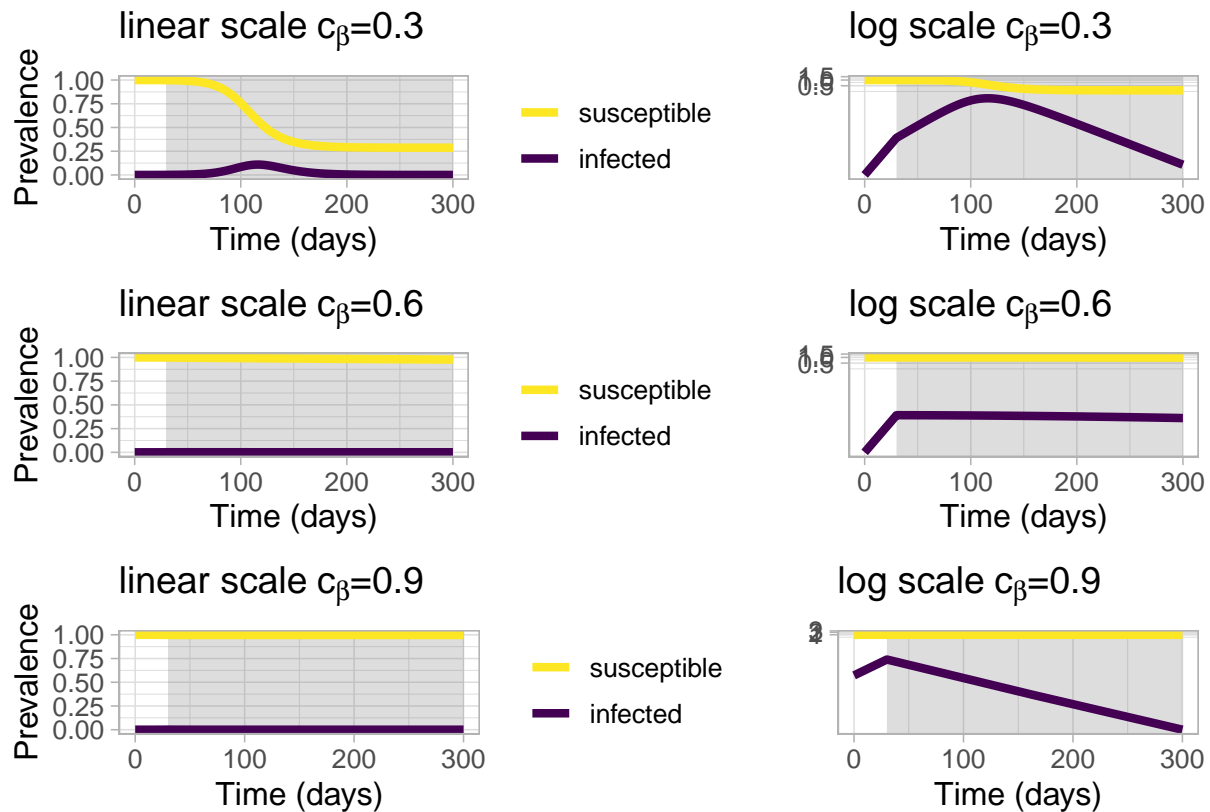 linear scale cβ=0.3
log scale cβ=0.3
Prevalence
1.00
0.75
0.50
0.25
0.00
0 100 200 300
Time (days)
susceptible
infected
0 100 200 300
Time (days)
linear scale cβ=0.6
log scale cβ=0.6
Prevalence
1.00
0.75
0.50
0.25
0.00
0 100 200 300
Time (days)
susceptible
infected
0 100 200 300
Time (days)
linear scale cβ=0.9
log scale cβ=0.9
Prevalence
1.00
0.75
0.50
0.25
0.00
0 100 200 300
Time (days)
susceptible
infected
0 100 200 300
Time (days)